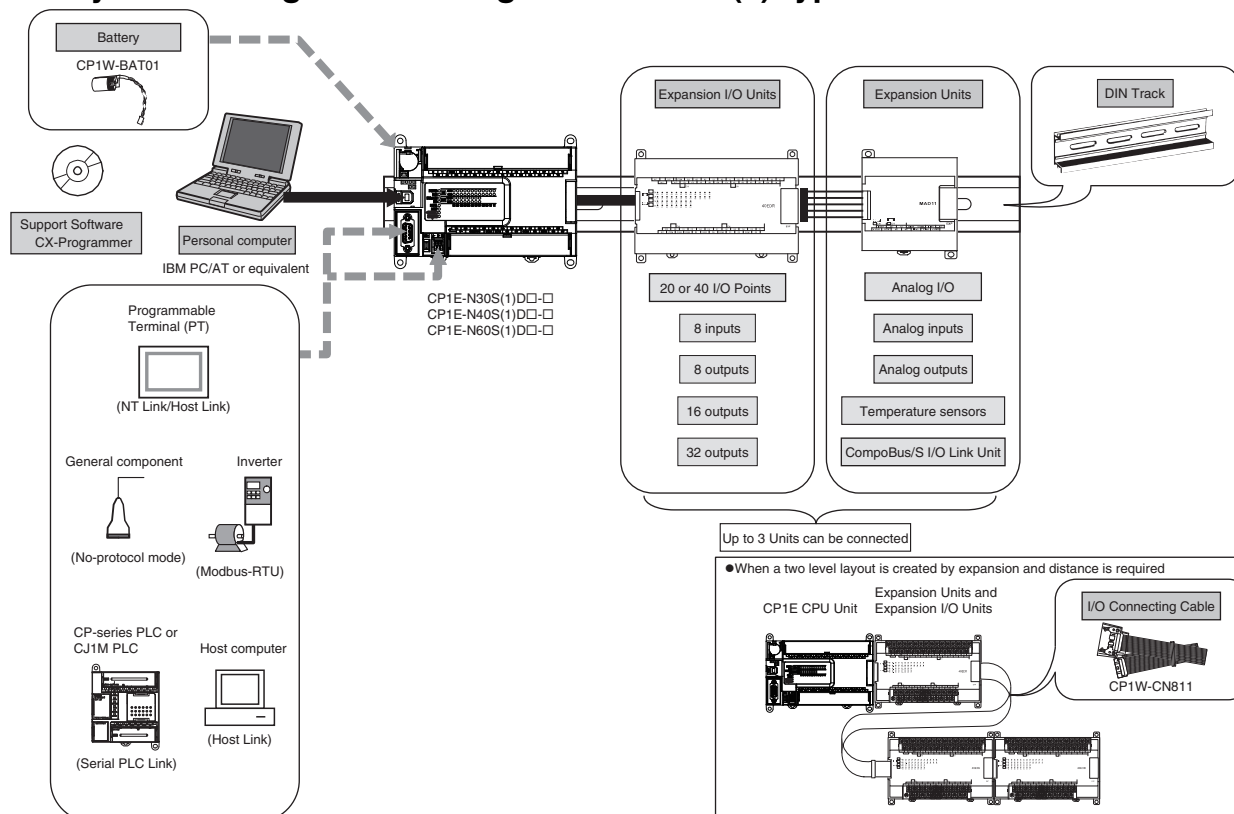 Battery
CP1W-BAT01
Support Software
CX-Programmer
Personal computer
IBM PC/AT or equivalent
CP1E-N30S(1)D□-□
CP1E-N40S(1)D□-□
CP1E-N60S(1)D□-□
Expansion I/O Units
40EDR
20 or 40 I/O Points
8 inputs
8 outputs
16 outputs
32 outputs
Expansion Units
MAD11
Analog I/O
Analog inputs
Analog outputs
Temperature sensors
CompoBus/S I/O Link Unit
DIN Track
Up to 3 Units can be connected
Programmable
Terminal (PT)
(NT Link/Host Link)
General component
(No-protocol mode)
Inverter
(Modbus-RTU)
CP-series PLC or
CJ1M PLC
(Serial PLC Link)
Host computer
(Host Link)
●When a two level layout is created by expansion and distance is required
CP1E CPU Unit
Expansion Units and
Expansion I/O Units
I/O Connecting Cable
CP1W-CN811